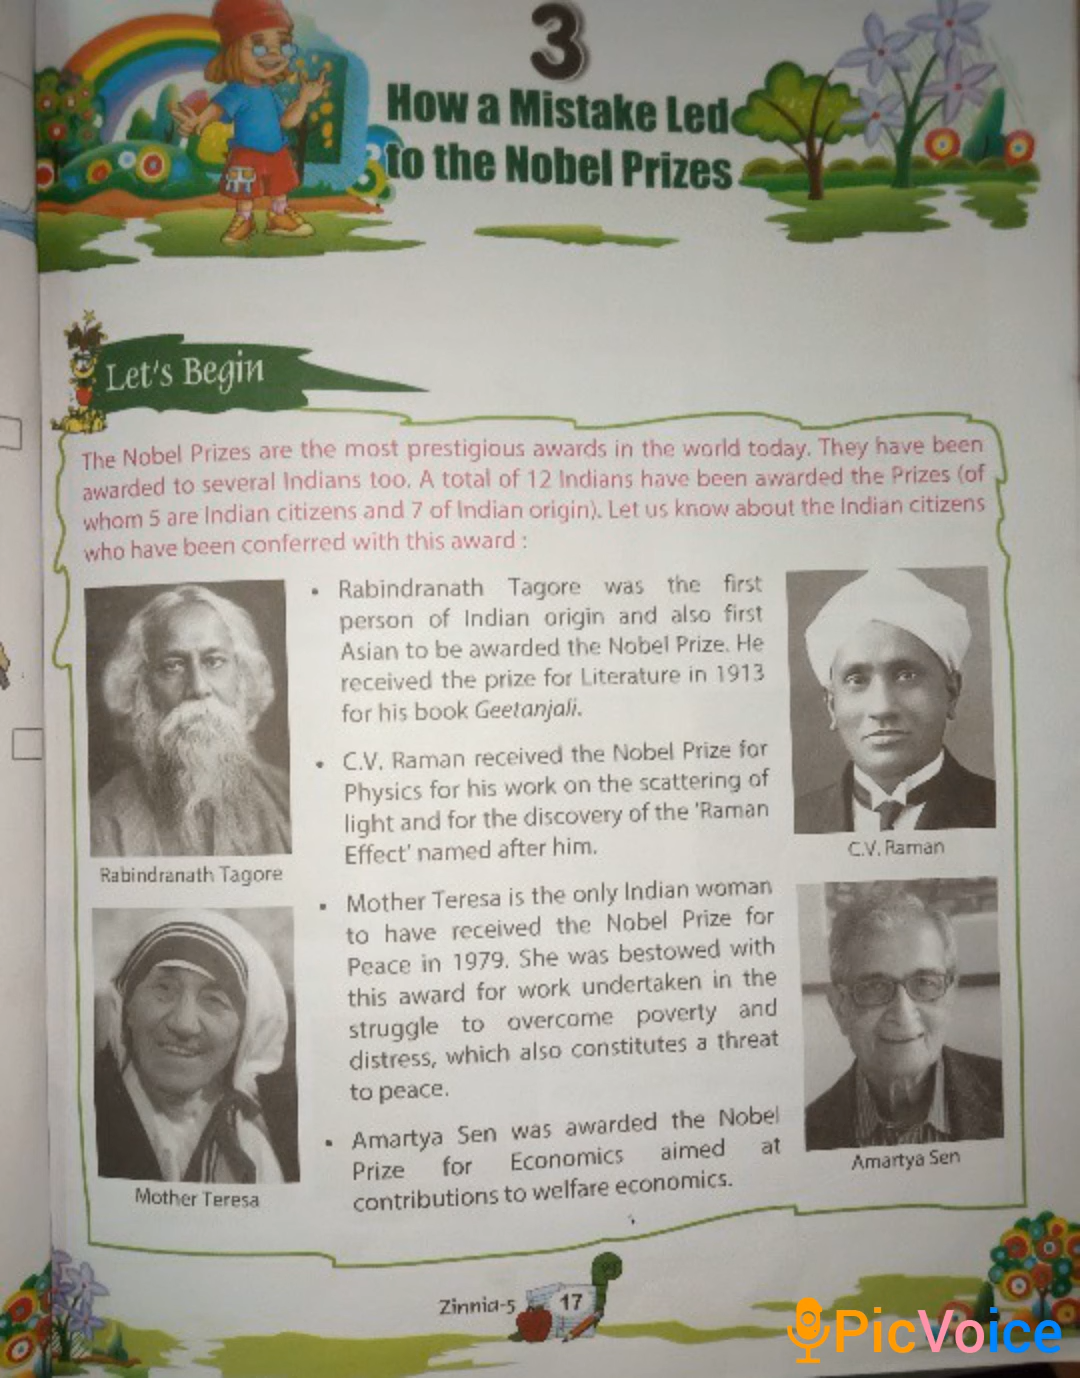 3
How a Mistake Led
to the Nobel Prizes
Let's Begin
The Nobel Prizes are the most prestigious awards in the world today. They have been
awarded to several Indians too. A total of 12 Indians have been awarded the Prizes (of
whom 5 are Indian citizens and 7 of Indian origin). Let us know about the Indian citizens
who have been conferred with this award :
• Rabindranath Tagore was the first
person of Indian origin and also first
Asian to be awarded the Nobel Prize. He
received the prize for Literature in 1913
for his book Geetanjali.
Rabindranath Tagore
• C.V. Raman received the Nobel Prize for
Physics for his work on the scattering of
light and for the discovery of the 'Raman
Effect' named after him.
C.V. Raman
• Mother Teresa is the only Indian woman
to have received the Nobel Prize for
Peace in 1979. She was bestowed with
this award for work undertaken in the
struggle to overcome poverty and
distress, which also constitutes a threat
to peace.
Mother Teresa
• Amartya Sen was awarded the Nobel
Prize for Economics aimed at
contributions to welfare economics.
Amartya Sen
Zinnia-5
17
PicVoice